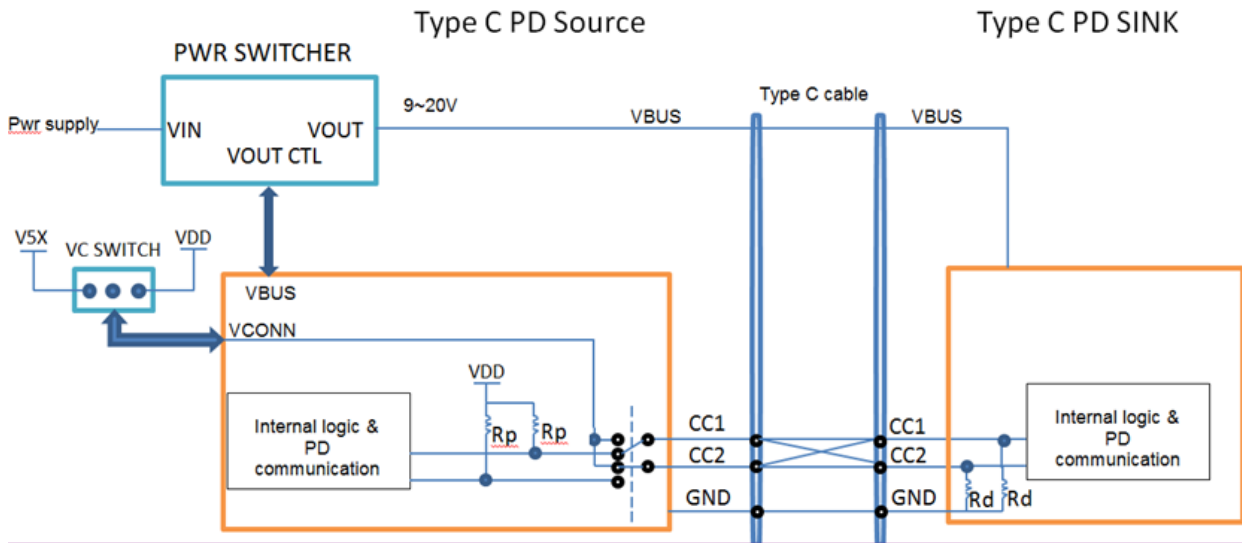 Type C PD Source
Type C PD SINK
PWR SWITCHER
Pwr supply
VIN
VOUT
VOUT CTL
9~20V
VBUS
Type C cable
VBUS
V5X
VC SWITCH
VDD
VBUS
VCONN
VDD
Rp
Rp
Internal logic &
PD
communication
CC1
CC2
GND
CC1
CC2
GND
Rd
Rd
Internal logic &
PD
communication